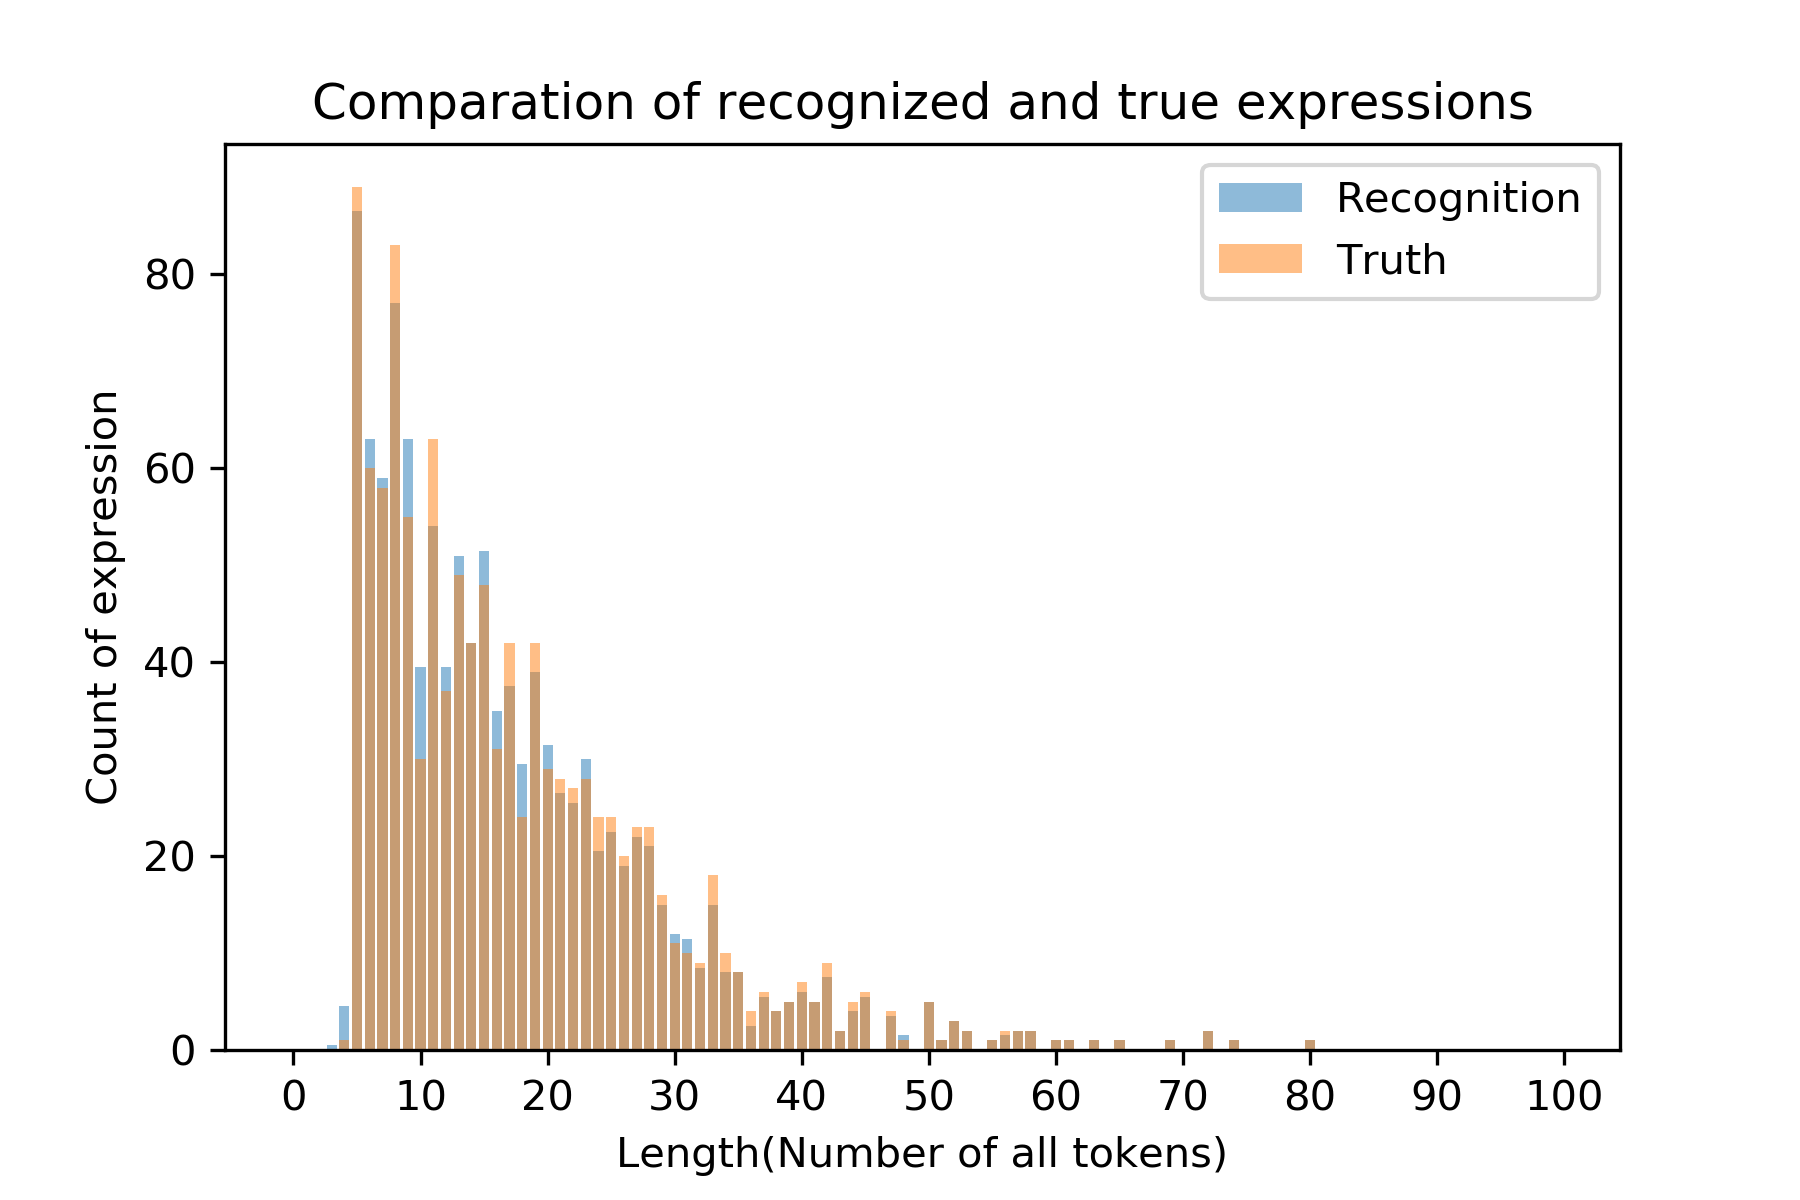 Comparation of recognized and true expressions
Recognition
Truth
Count of expression
80
60
40
20
0
0 10 20 30 40 50 60 70 80 90 100
Length(Number of all tokens)